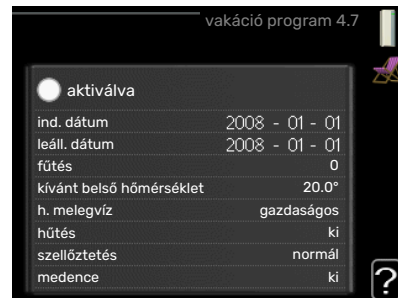 vakáció program 4.7
aktiválva
ind. dátum 2008 - 01 - 01
leáll. dátum 2008 - 01 - 01
fűtés 0
kívánt belső hőmérséklet 20.0°
h. melegvíz gazdaságos
hűtés ki
szellőztetés normál
medence ki
?